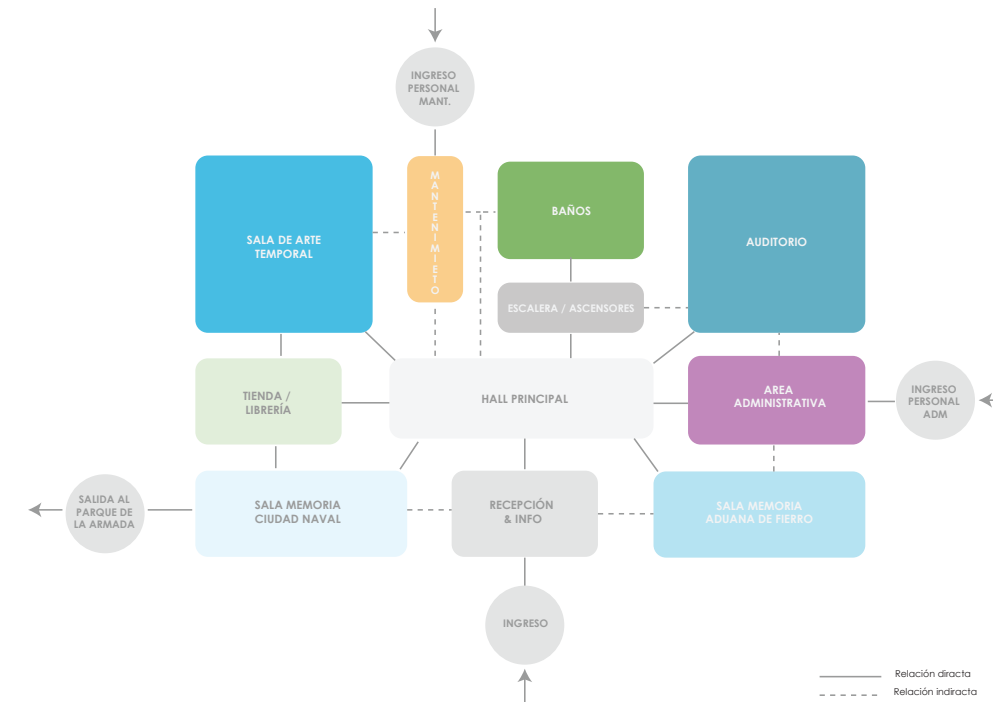 INGRESO
PERSONAL
MANT.
SALA DE ARTE
TEMPORAL
MANTENIMIETO
BAÑOS
AUDITORIO
ESCALERA / ASCENSORES
TIENDA /
LIBRERÍA
HALL PRINCIPAL
AREA
ADMINISTRATIVA
INGRESO
PERSONAL
ADM
SALIDA AL
PARQUE DE
LA ARMADA
SALA MEMORIA
CIUDAD NAVAL
RECEPCIÓN
& INFO
SALA MEMORIA
ADUANA DE FIERRO
INGRESO
Relación diracta
Relación indiracta